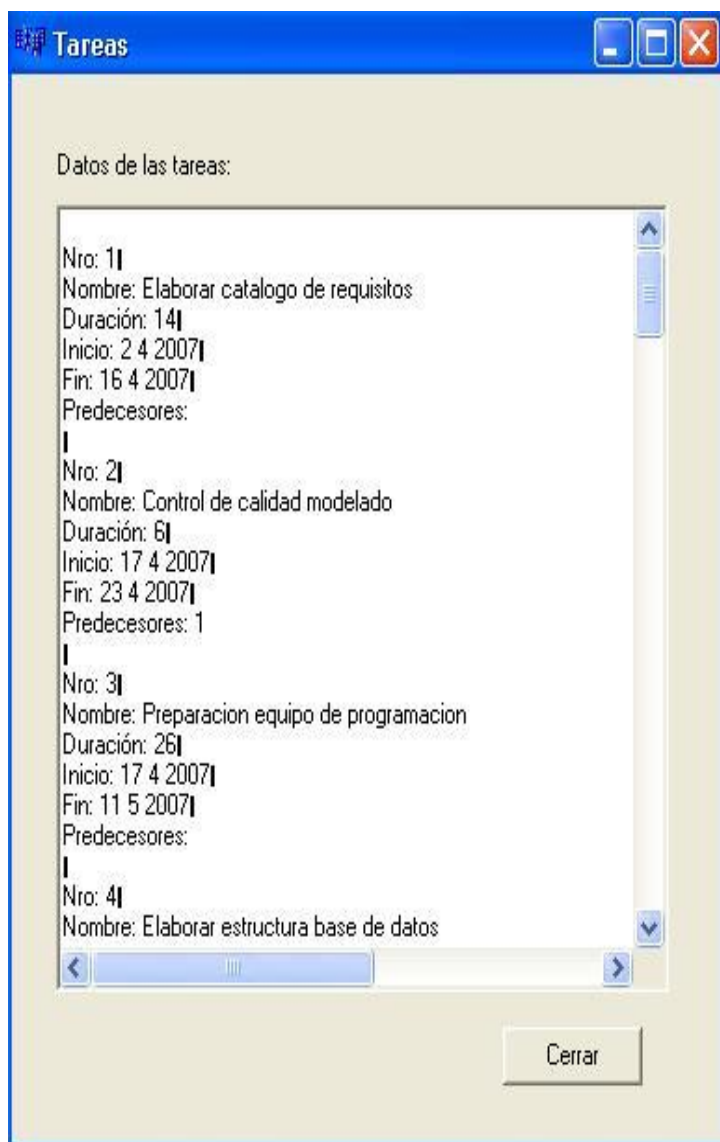 Tareas
Datos de las tareas:
Nro: 1
Nombre: Elaborar catalogo de requisitos
Duración: 14
Inicio: 2 4 2007
Fin: 16 4 2007
Predecesores:
Nro: 2
Nombre: Control de calidad modelado
Duración: 6
Inicio: 17 4 2007
Fin: 23 4 2007
Predecesores: 1
Nro: 3
Nombre: Preparacion equipo de programacion
Duración: 26
Inicio: 17 4 2007
Fin: 11 5 2007
Predecesores:
Nro: 4
Nombre: Elaborar estructura base de datos
Cerrar